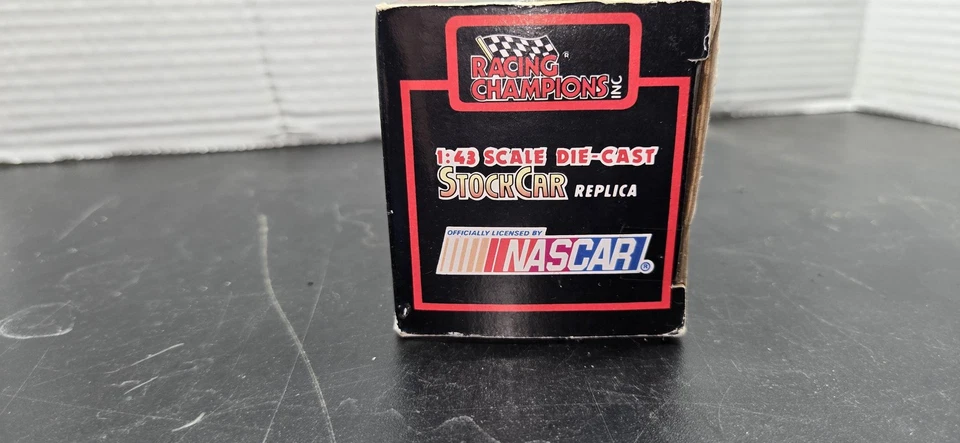 RACING ®
CHAMPIONS INC
1:43 SCALE DIE-CAST
STOCKCAR REPLICA
OFFICIALLY LICENSED BY
NASCAR ®